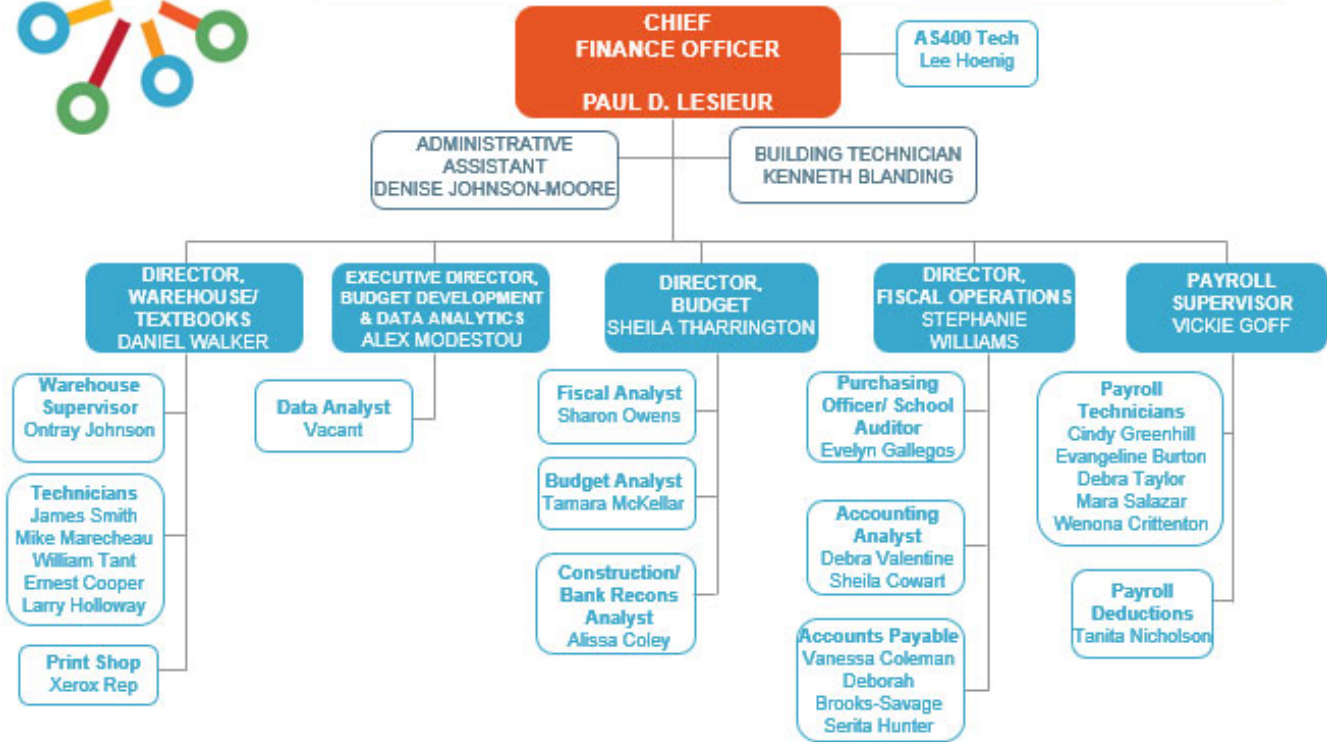 CHIEF
FINANCE OFFICER
PAUL D. LESIEUR
AS400 Tech
Lee Hoenig
ADMINISTRATIVE
ASSISTANT
DENISE JOHNSON-MOORE
BUILDING TECHNICIAN
KENNETH BLANDING
DIRECTOR,
WAREHOUSE/
TEXTBOOKS
DANIEL WALKER
Warehouse
Supervisor
Ontray Johnson
Technicians
James Smith
Mike Marecheau
William Tant
Ernest Cooper
Larry Holloway
Print Shop
Xerox Rep
EXECUTIVE DIRECTOR,
BUDGET DEVELOPMENT
& DATA ANALYTICS
ALEX MODESTOU
Data Analyst
Vacant
DIRECTOR,
BUDGET
SHEILA THARRINGTON
Fiscal Analyst
Sharon Owens
Budget Analyst
Tamara McKellar
Construction/
Bank Recons
Analyst
Alissa Coley
DIRECTOR,
FISCAL OPERATIONS
STEPHANIE
WILLIAMS
Purchasing
Officer/ School
Auditor
Evelyn Gallegos
Accounting
Analyst
Debra Valentine
Sheila Cowart
Accounts Payable
Vanessa Coleman
Deborah
Brooks-Savage
Serita Hunter
PAYROLL
SUPERVISOR
VICKIE GOFF
Payroll
Technicians
Cindy Greenhill
Evangeline Burton
Debra Taylor
Mara Salazar
Wenona Crittenton
Payroll
Deductions
Tanita Nicholson